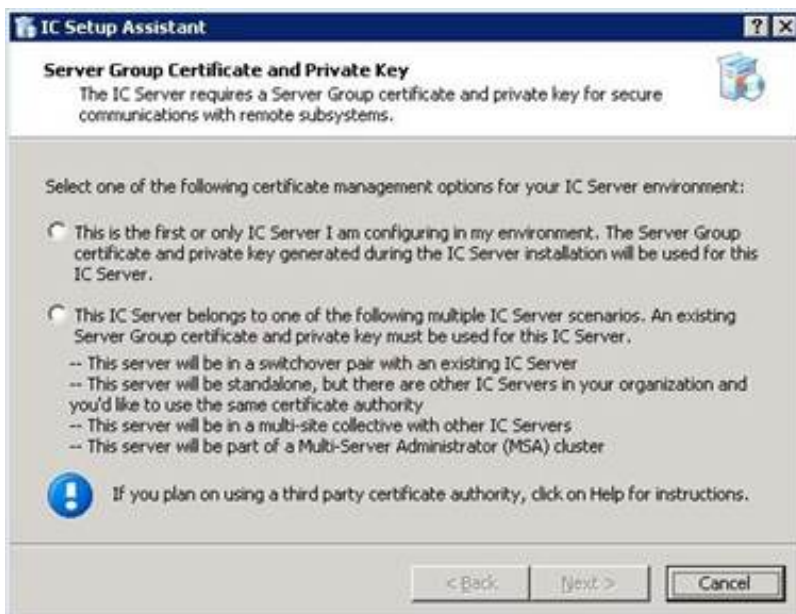 IC Setup Assistant
Server Group Certificate and Private Key
The IC Server requires a Server Group certificate and private key for secure
communications with remote subsystems.
Select one of the following certificate management options for your IC Server environment:
This is the first or only IC Server I am configuring in my environment. The Server Group
certificate and private key generated during the IC Server installation will be used for this
IC Server.
This IC Server belongs to one of the following multiple IC Server scenarios. An existing
Server Group certificate and private key must be used for this IC Server.
-- This server will be in a switchover pair with an existing IC Server
-- This server will be standalone, but there are other IC Servers in your organization and
you'd like to use the same certificate authority
-- This server will be in a multi-site collective with other IC Servers
-- This server will be part of a Multi-Server Administrator (MSA) cluster
If you plan on using a third party certificate authority, click on Help for instructions.
< Back Next > Cancel